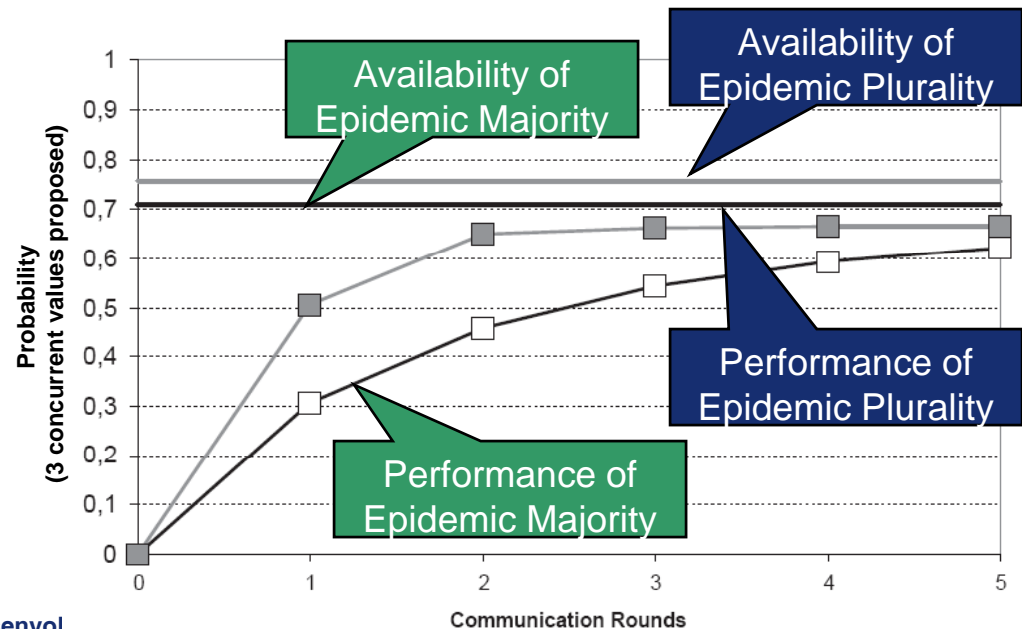 Availability of
Epidemic Majority
Availability of
Epidemic Plurality
Performance of
Epidemic Plurality
Performance of
Epidemic Majority
Probability
(3 concurrent values proposed)
1
0,9
0,8
0,7
0,6
0,5
0,4
0,3
0,2
0,1
0
0
1
2
3
4
5
Communication Rounds